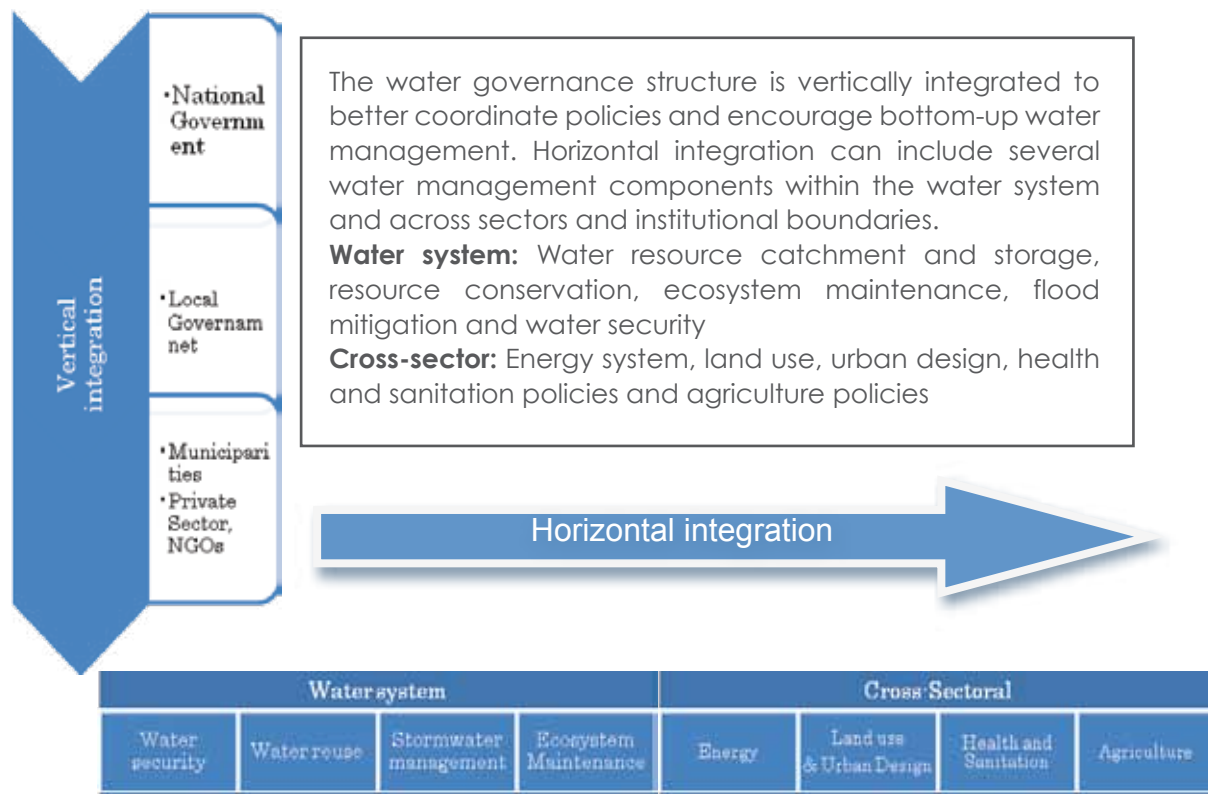 Vertical
integration
•National
Governm
ent
•Local
Governam
net
•Municipari
ties
•Private
Sector,
NGOs
The water governance structure is vertically integrated to
better coordinate policies and encourage bottom-up water
management. Horizontal integration can include several
water management components within the water system
and across sectors and institutional boundaries.
Water system: Water resource catchment and storage,
resource conservation, ecosystem maintenance, flood
mitigation and water security
Cross-sector: Energy system, land use, urban design, health
and sanitation policies and agriculture policies
Horizontal integration
Water system
Cross-Sectoral
Water
security
Water reuse
Stormwater
management
Ecosystem
Maintenance
Energy
Land use
& Urban Design
Health and
Sanitation
Agriculture